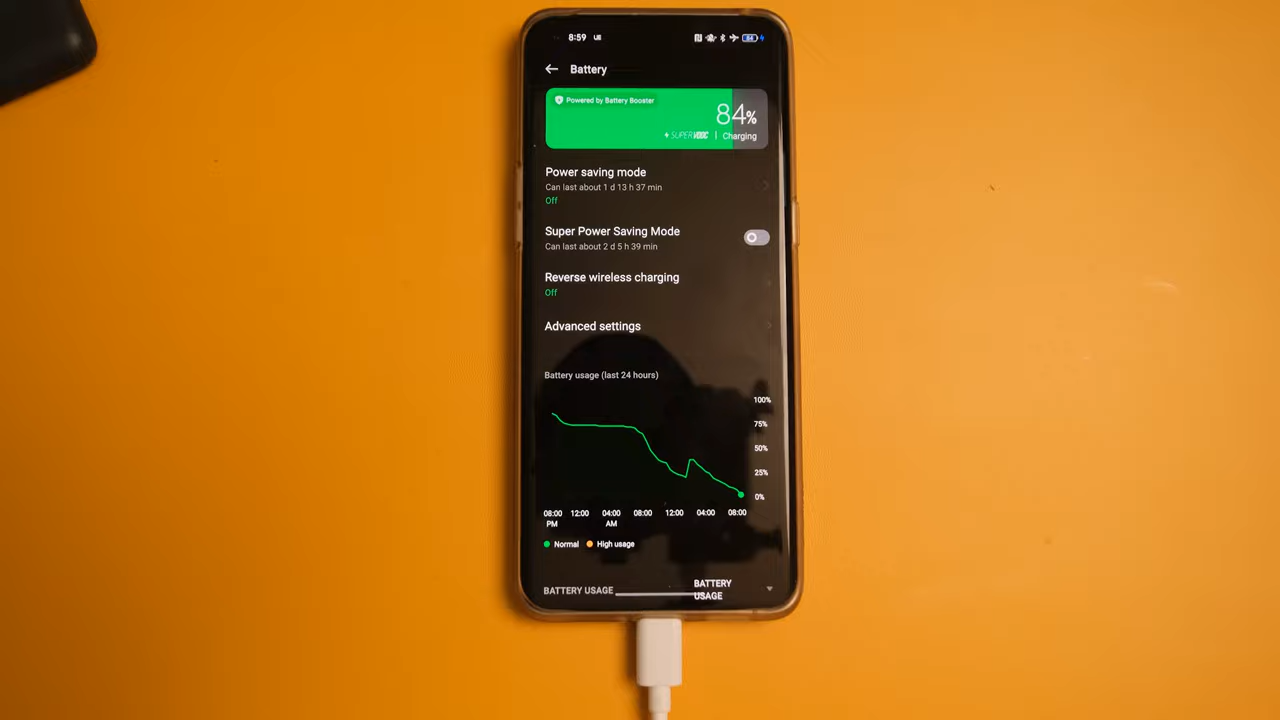 8:59
84
Battery
Powered by Battery Booster
84%
SUPERVOOC | Charging
Power saving mode
Can last about 1 d 13 h 37 min
Off
Super Power Saving Mode
Can last about 2 d 5 h 39 min
Reverse wireless charging
Off
Advanced settings
Battery usage (last 24 hours)
100%
75%
50%
25%
0%
08:00 12:00 04:00 08:00 12:00 04:00 08:00
PM AM
Normal High usage
BATTERY USAGE
BATTERY
USAGE